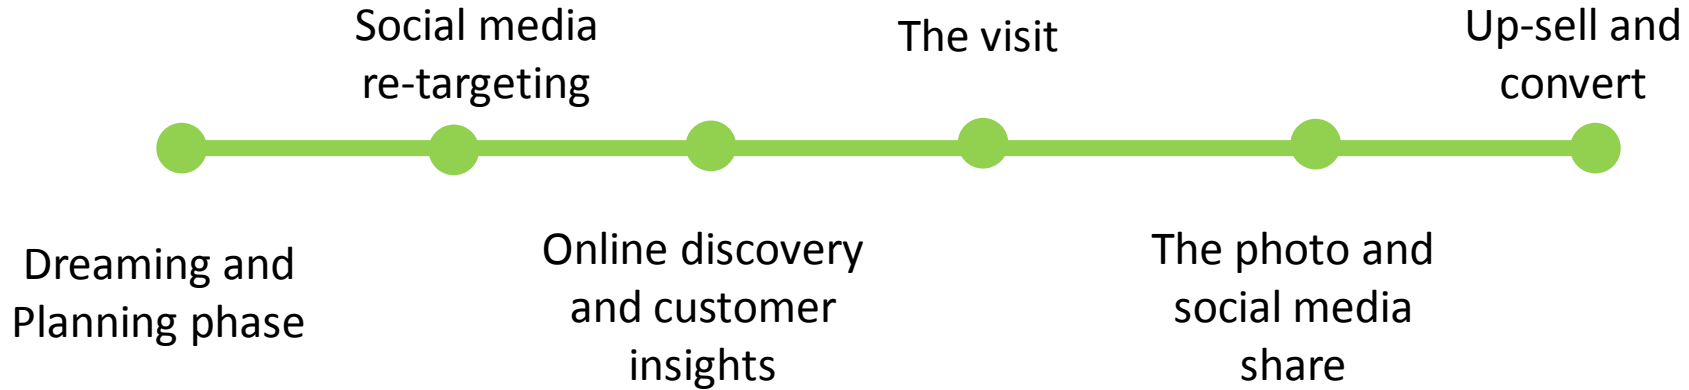 Dreaming and
Planning phase
Social media
re-targeting
Online discovery
and customer
insights
The visit
The photo and
social media
share
Up-sell and
convert